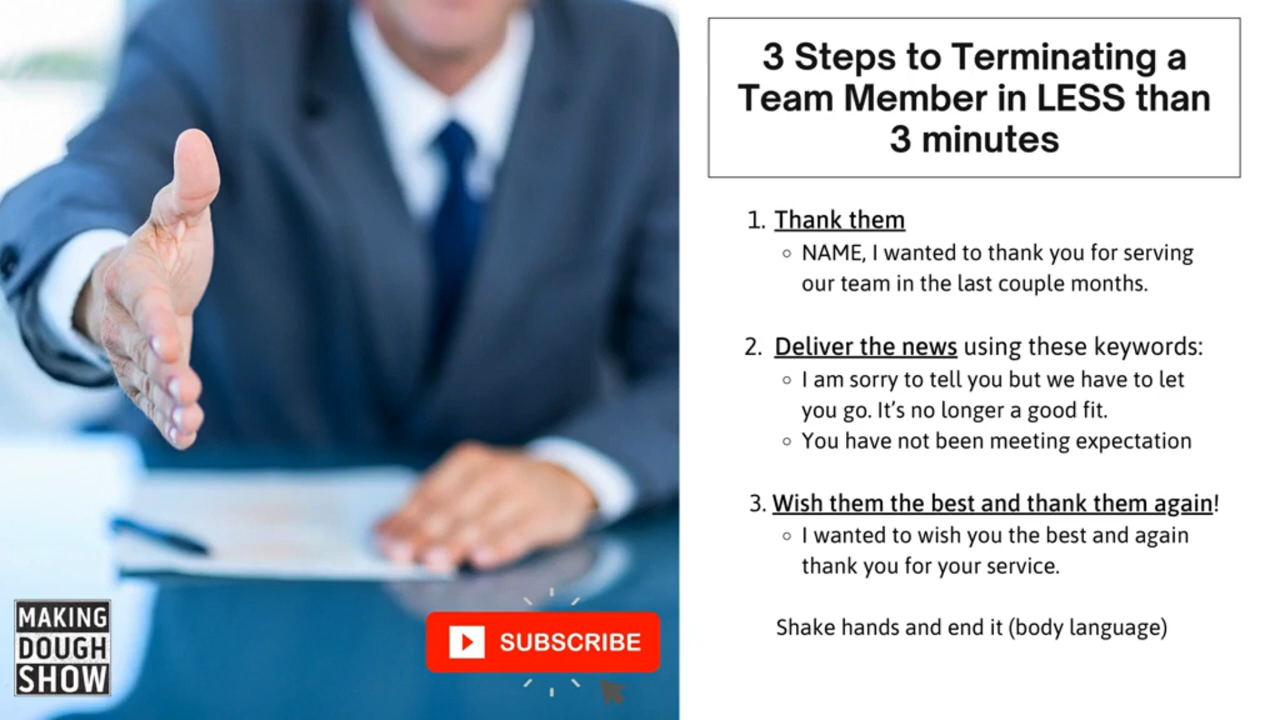 3 Steps to Terminating a
Team Member in LESS than
3 minutes
1. Thank them
◦ NAME, I wanted to thank you for serving
our team in the last couple months.
2. Deliver the news using these keywords:
◦ I am sorry to tell you but we have to let
you go. It's no longer a good fit.
◦ You have not been meeting expectation
3. Wish them the best and thank them again!
◦ I wanted to wish you the best and again
thank you for your service.
Shake hands and end it (body language)
MAKING
DOUGH
SHOW
SUBSCRIBE